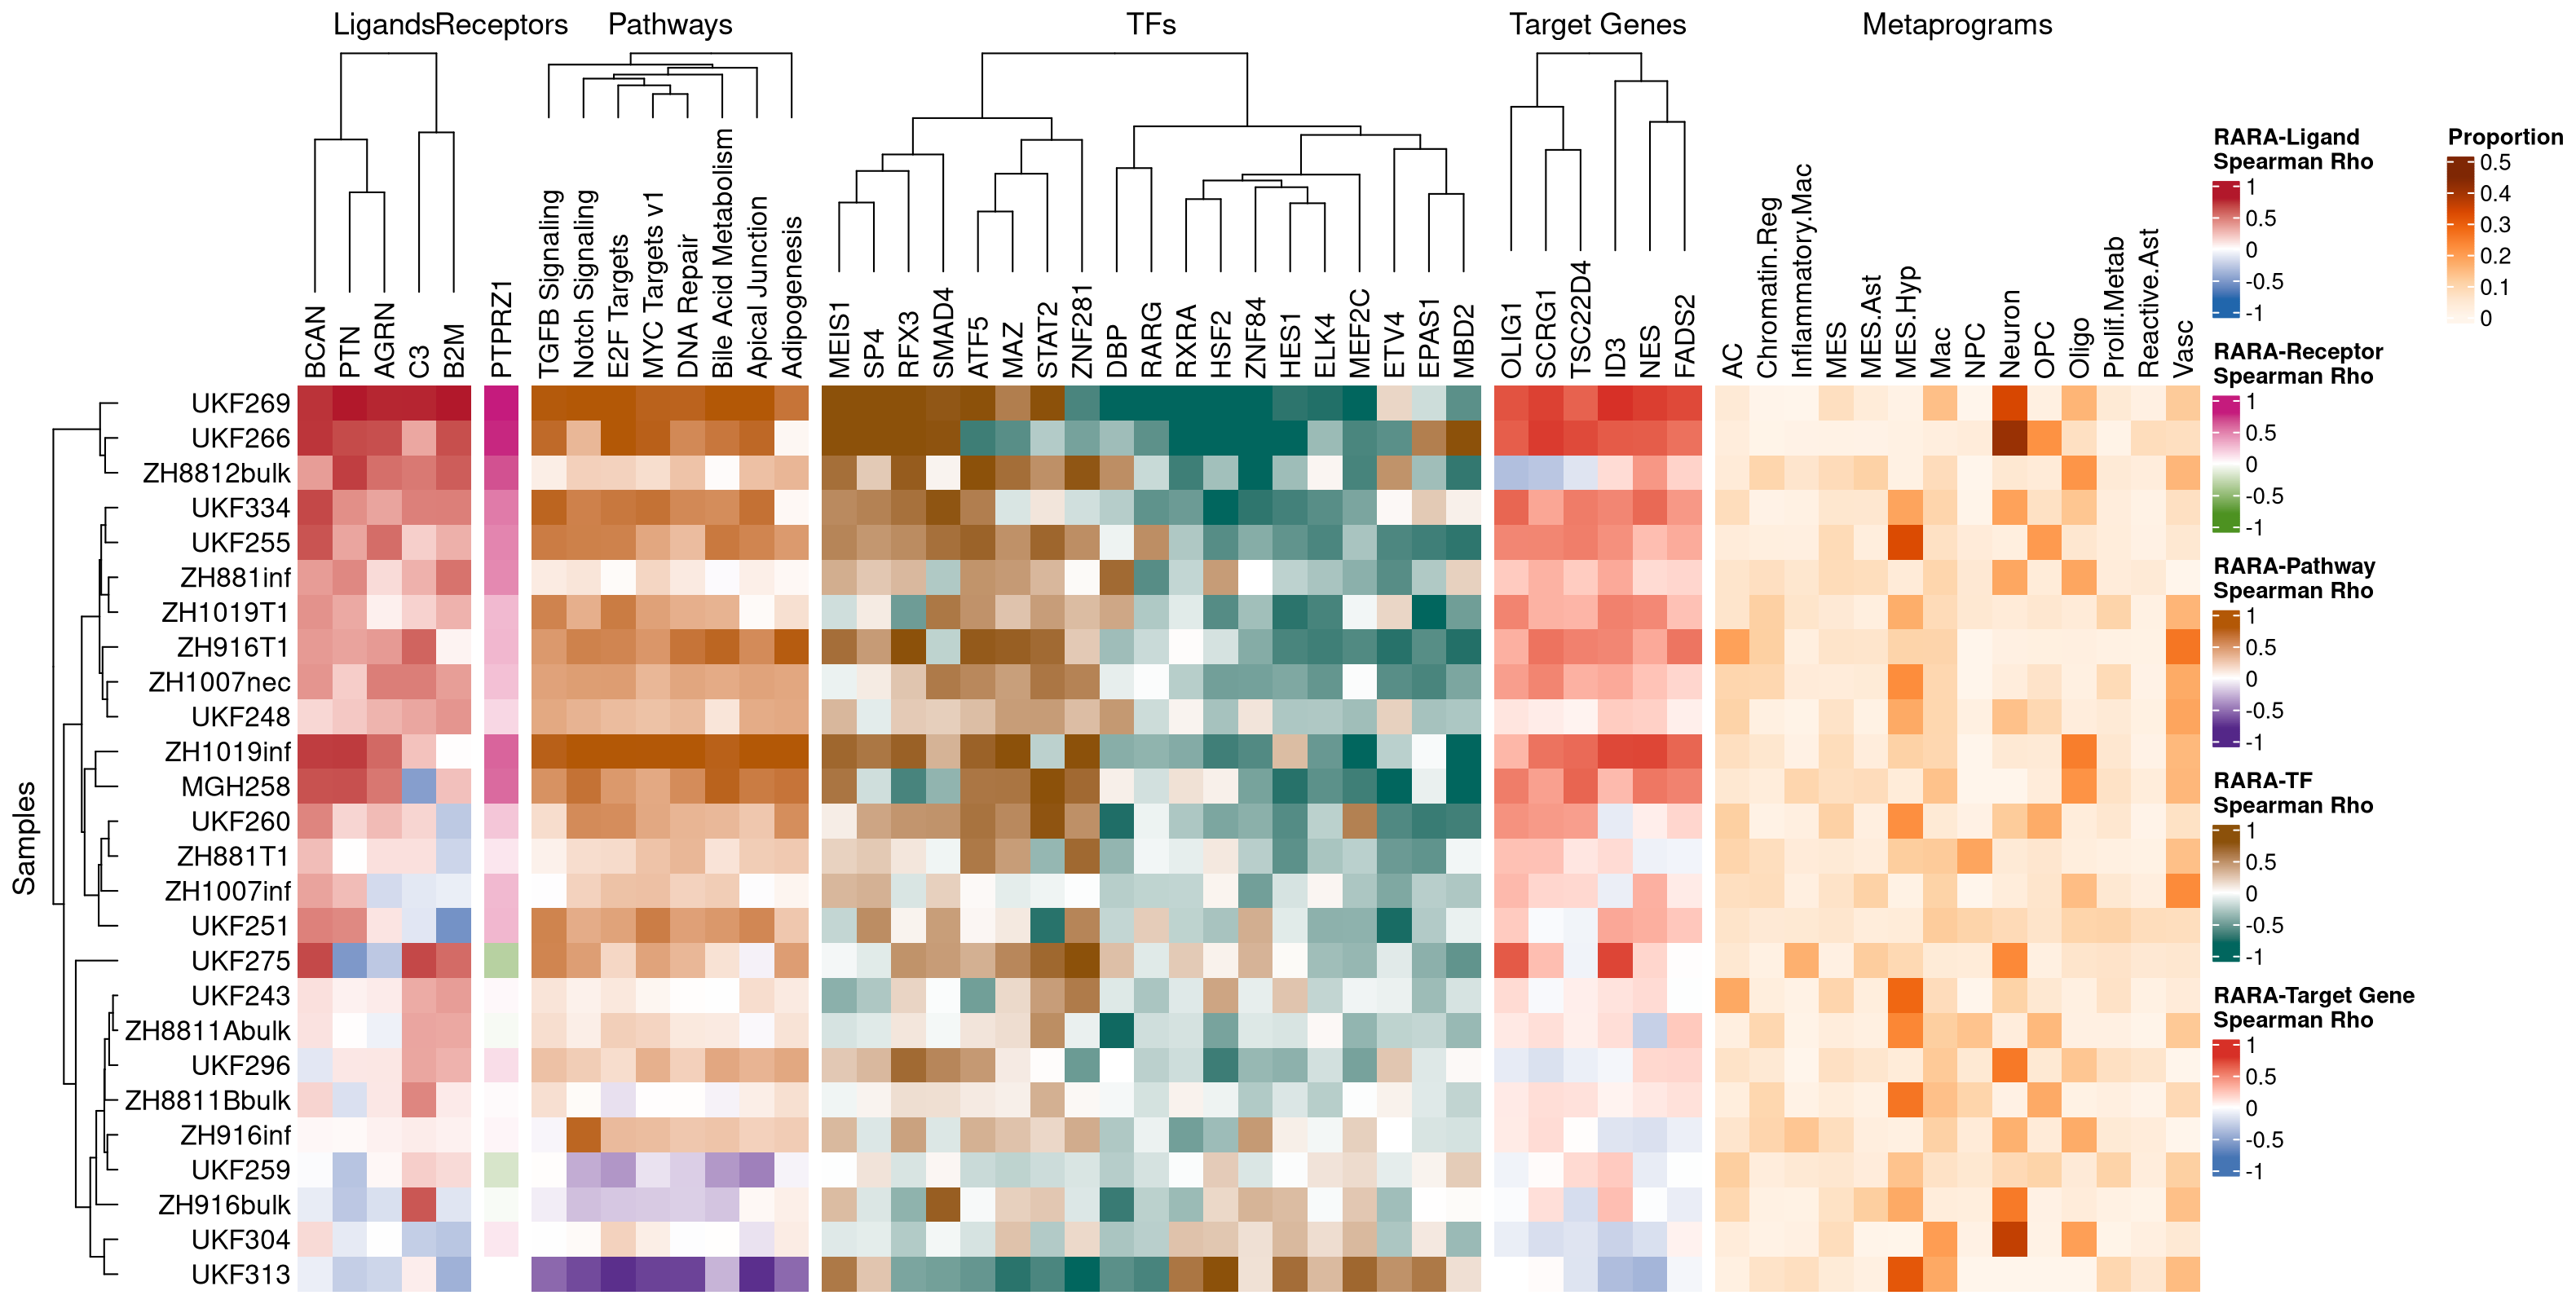 LigandsReceptors Pathways TFs Target Genes Metaprograms
BCAN PTN AGRN C3 B2M
PTPRZ1
TGFB Signaling
Notch Signaling
E2F Targets
MYC Targets v1
DNA Repair
Bile Acid Metabolism
Apical Junction
Adipogenesis
MEIS1 SP4 RFX3 SMAD4 ATF5 MAZ STAT2 ZNF281 DBP RARG RXRA HSF2 ZNF84 HES1 ELK4 MEF2C ETV4 EPAS1 MBD2
OLIG1 SCRG1 TSC22D4 ID3 NES FADS2
AC
Chromatin.Reg
Inflammatory.Mac
MES
MES.Ast
MES.Hyp
Mac
NPC
Neuron
OPC
Oligo
Prolif.Metab
Reactive.Ast
Vasc
Samples
UKF269
UKF266
ZH8812bulk
UKF334
UKF255
ZH881inf
ZH1019T1
ZH916T1
ZH1007nec
UKF248
ZH1019inf
MGH258
UKF260
ZH881T1
ZH1007inf
UKF251
UKF275
UKF243
ZH8811Abulk
UKF296
ZH8811Bbulk
ZH916inf
UKF259
ZH916bulk
UKF304
UKF313
RARA-Ligand
Spearman Rho
1
0.5
0
-0.5
-1
RARA-Receptor
Spearman Rho
1
0.5
0
-0.5
-1
RARA-Pathway
Spearman Rho
1
0.5
0
-0.5
-1
RARA-TF
Spearman Rho
1
0.5
0
-0.5
-1
RARA-Target Gene
Spearman Rho
1
0.5
0
-0.5
-1
Proportion
0.5
0.4
0.3
0.2
0.1
0